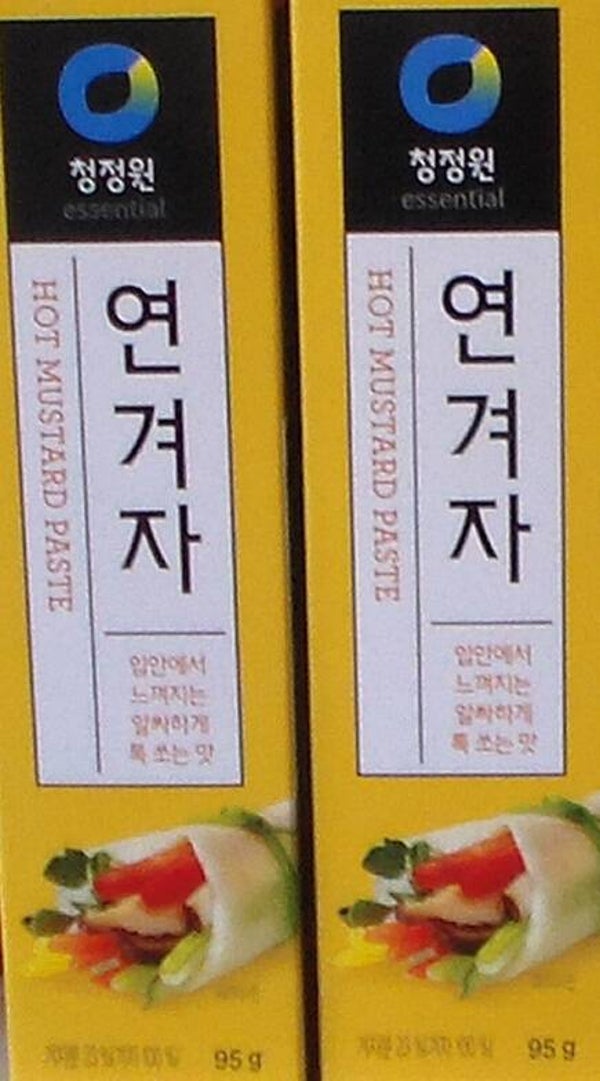 청정원
essential
HOT MUSTARD PASTE
연겨자
입안에서
느껴지는
알싸하게
톡 쏘는 맛
95 g
청정원
essential
HOT MUSTARD PASTE
연겨자
입안에서
느껴지는
알싸하게
톡 쏘는 맛
95 g